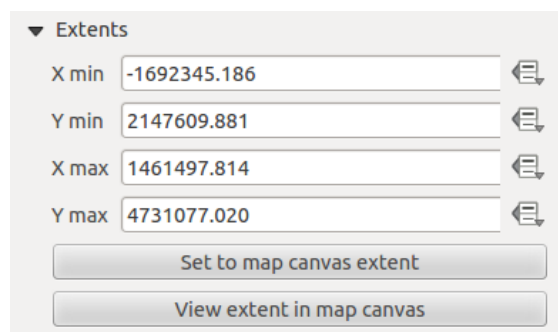 Extents
X min -1692345.186
Y min 2147609.881
X max 1461497.814
Y max 4731077.020
Set to map canvas extent
View extent in map canvas